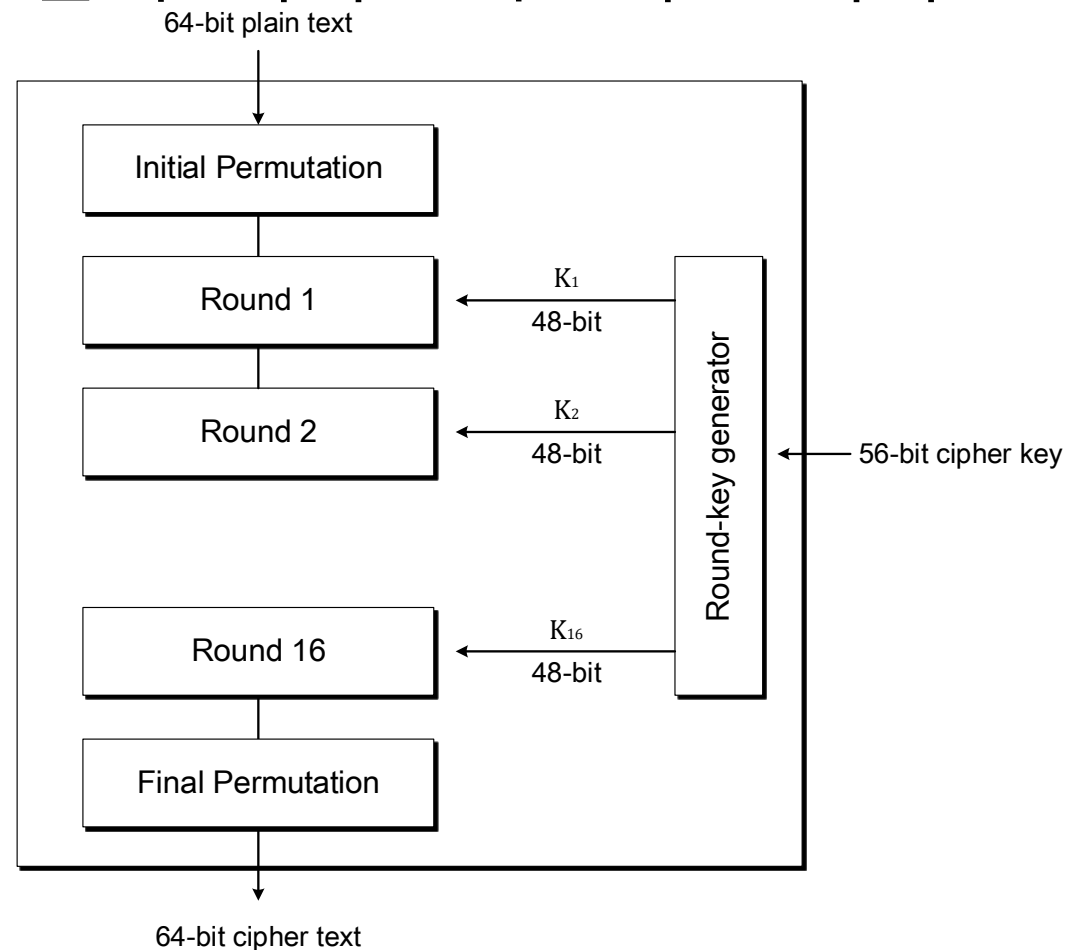 64-bit plain text
Initial Permutation
Round 1
K1
48-bit
Round 2
K2
48-bit
Round-key generator
56-bit cipher key
Round 16
K16
48-bit
Final Permutation
64-bit cipher text